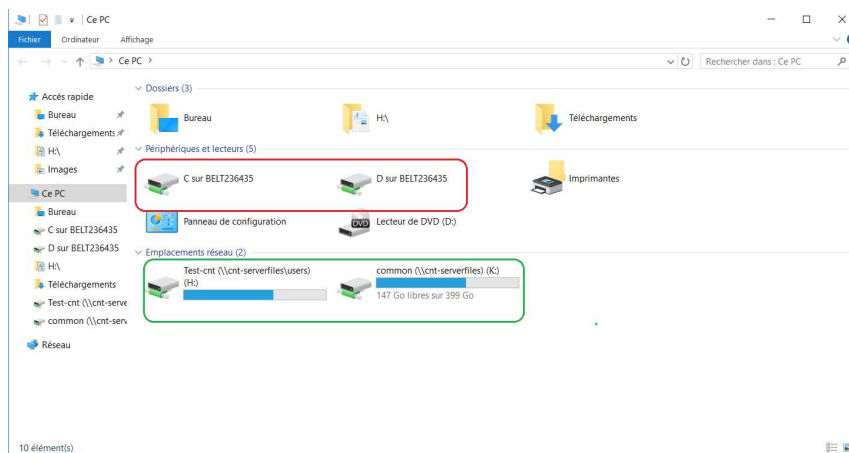 Ce PC
Fichier Ordinateur Affichage
Ce PC
Rechercher dans : Ce PC
Accès rapide
Bureau
Téléchargements
H:\
Images
Ce PC
Bureau
C sur BELT236435
D sur BELT236435
H:\
Téléchargements
Test-cnt (\\cnt-serve
common (\\cnt-serv
Réseau
Dossiers (3)
Bureau
H:\
Téléchargements
Périphériques et lecteurs (5)
C sur BELT236435
D sur BELT236435
Imprimantes
Panneau de configuration
DVD
Lecteur de DVD (D:)
Emplacements réseau (2)
Test-cnt (\\cnt-serverfiles\users)
(H:)
common (\\cnt-serverfiles) (K:)
147 Go libres sur 399 Go
10 élément(s)